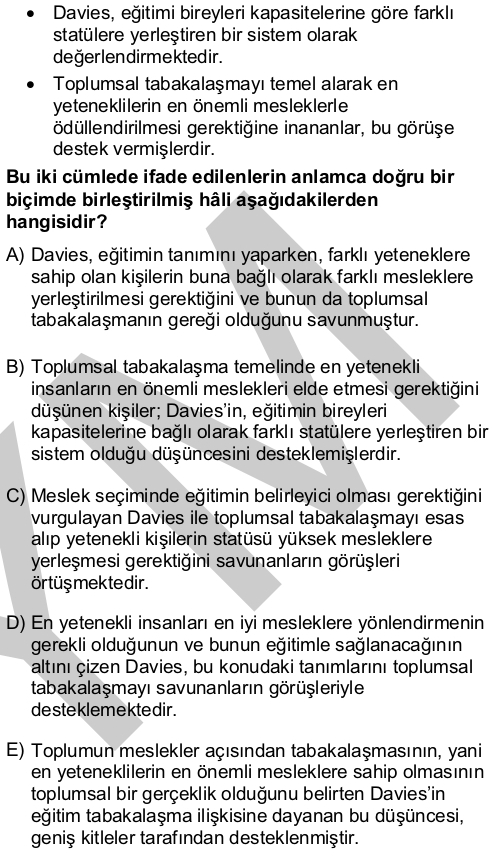 • Davies, eğitimi bireyleri kapasitelerine göre farklı
statülere yerleştiren bir sistem olarak
değerlendirmektedir.
• Toplumsal tabakalaşmayı temel alarak en
yeteneklilerin en önemli mesleklerle
ödüllendirilmesi gerektiğine inananlar, bu görüşe
destek vermişlerdir.
Bu iki cümlede ifade edilenlerin anlamca doğru bir
biçimde birleştirilmiş hâli aşağıdakilerden
hangisidir?
A) Davies, eğitimin tanımını yaparken, farklı yeteneklere
sahip olan kişilerin buna bağlı olarak farklı mesleklere
yerleştirilmesi gerektiğini ve bunun da toplumsal
tabakalaşmanın gereği olduğunu savunmuştur.
B) Toplumsal tabakalaşma temelinde en yetenekli
insanların en önemli meslekleri elde etmesi gerektiğini
düşünen kişiler; Davies’in, eğitimin bireyleri
kapasitelerine bağlı olarak farklı statülere yerleştiren bir
sistem olduğu düşüncesini desteklemişlerdir.
C) Meslek seçiminde eğitimin belirleyici olması gerektiğini
vurgulayan Davies ile toplumsal tabakalaşmayı esas
alıp yetenekli kişilerin statüsü yüksek mesleklere
yerleşmesi gerektiğini savunanların görüşleri
örtüşmektedir.
D) En yetenekli insanları en iyi mesleklere yönlendirmenin
gerekli olduğunun ve bunun eğitimle sağlanacağının
altını çizen Davies, bu konudaki tanımlarını toplumsal
tabakalaşmayı savunanların görüşleriyle
desteklemektedir.
E) Toplumun meslekler açısından tabakalaşmasının, yani
en yeteneklilerin en önemli mesleklere sahip olmasının
toplumsal bir gerçeklik olduğunu belirten Davies’in
eğitim tabakalaşma ilişkisine dayanan bu düşüncesi,
geniş kitleler tarafından desteklenmiştir.
YM